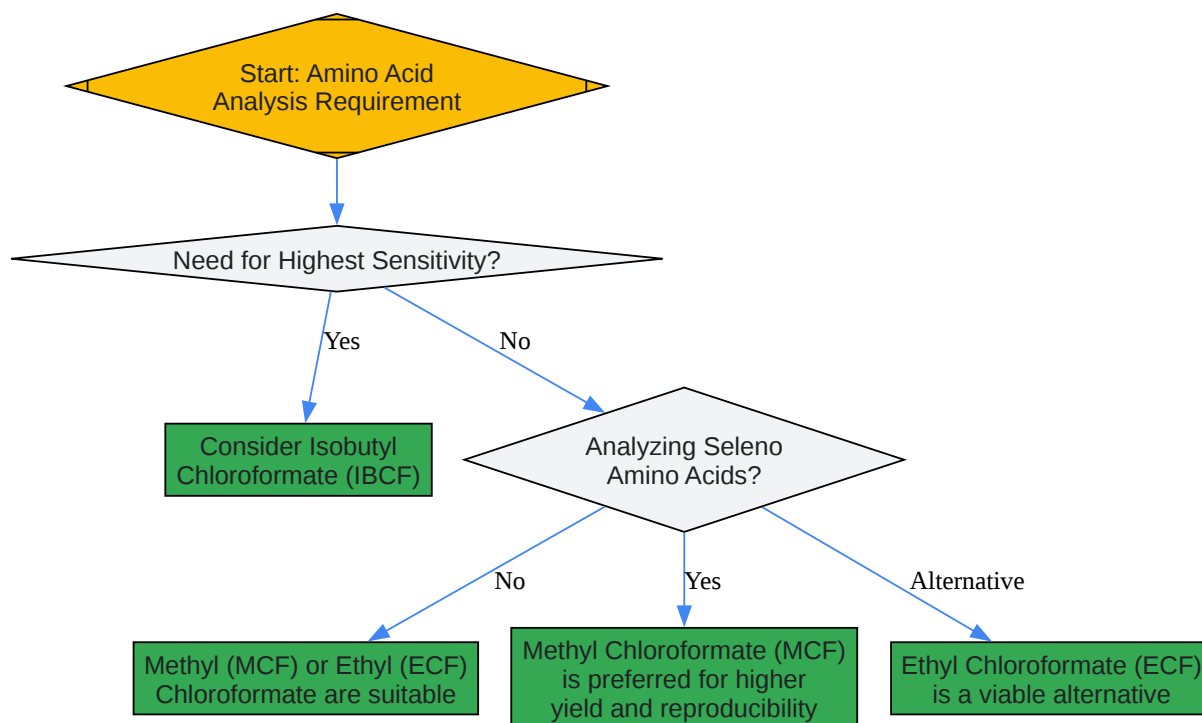 Start: Amino Acid
Analysis Requirement
Need for Highest Sensitivity?
Yes
No
Consider Isobutyl
Chloroformate (IBCF)
Analyzing Seleno
Amino Acids?
No
Yes
Alternative
Methyl (MCF) or Ethyl (ECF)
Chloroformate are suitable
Methyl Chloroformate (MCF)
is preferred for higher
yield and reproducibility
Ethyl Chloroformate (ECF)
is a viable alternative